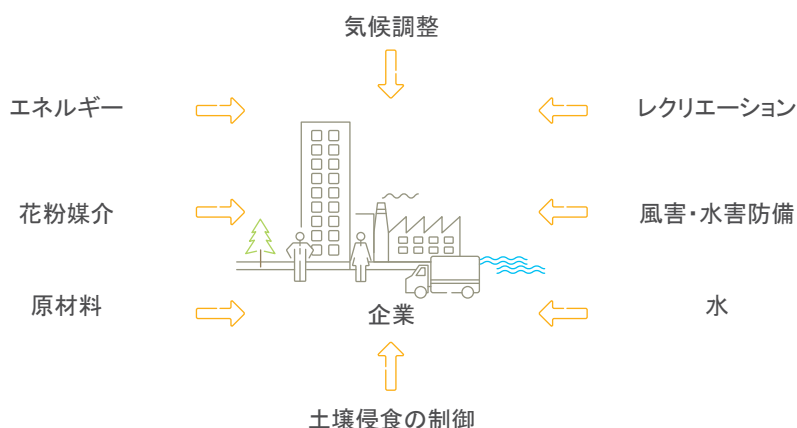 気候調整
エネルギー
レクリエーション
花粉媒介
風害・水害防備
原材料
水
企業
土壌侵食の制御